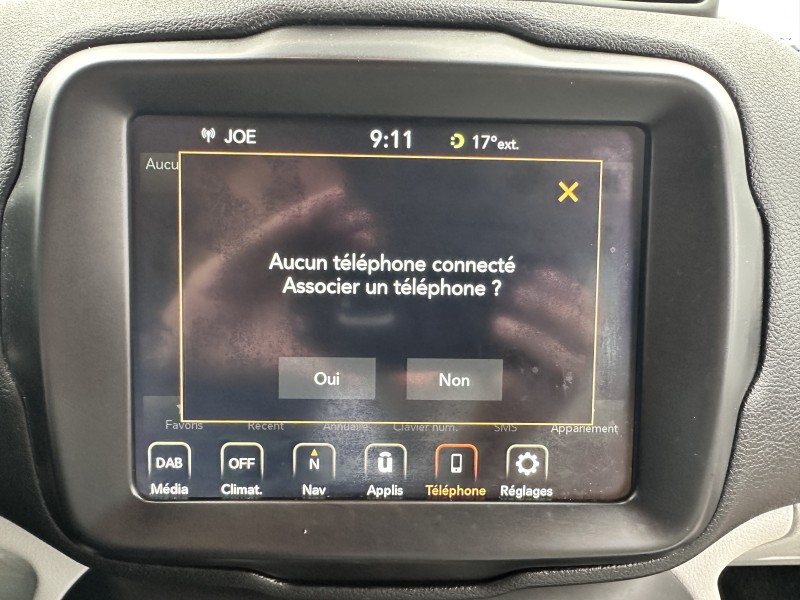 JOE 9:11 17° ext.
Aucu
Aucun téléphone connecté
Associer un téléphone ?
Oui Non
Favoris Récent Annuaire Clavier num. SMS Appariement
DAB OFF N
Média Climat. Nav Applis Téléphone Réglages